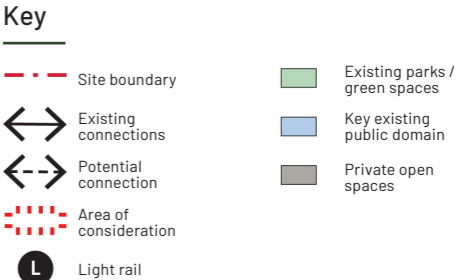 Key
Site boundary
Existing
connections
Potential
connection
Area of
consideration
L
Light rail
Existing parks /
green spaces
Key existing
public domain
Private open
spaces